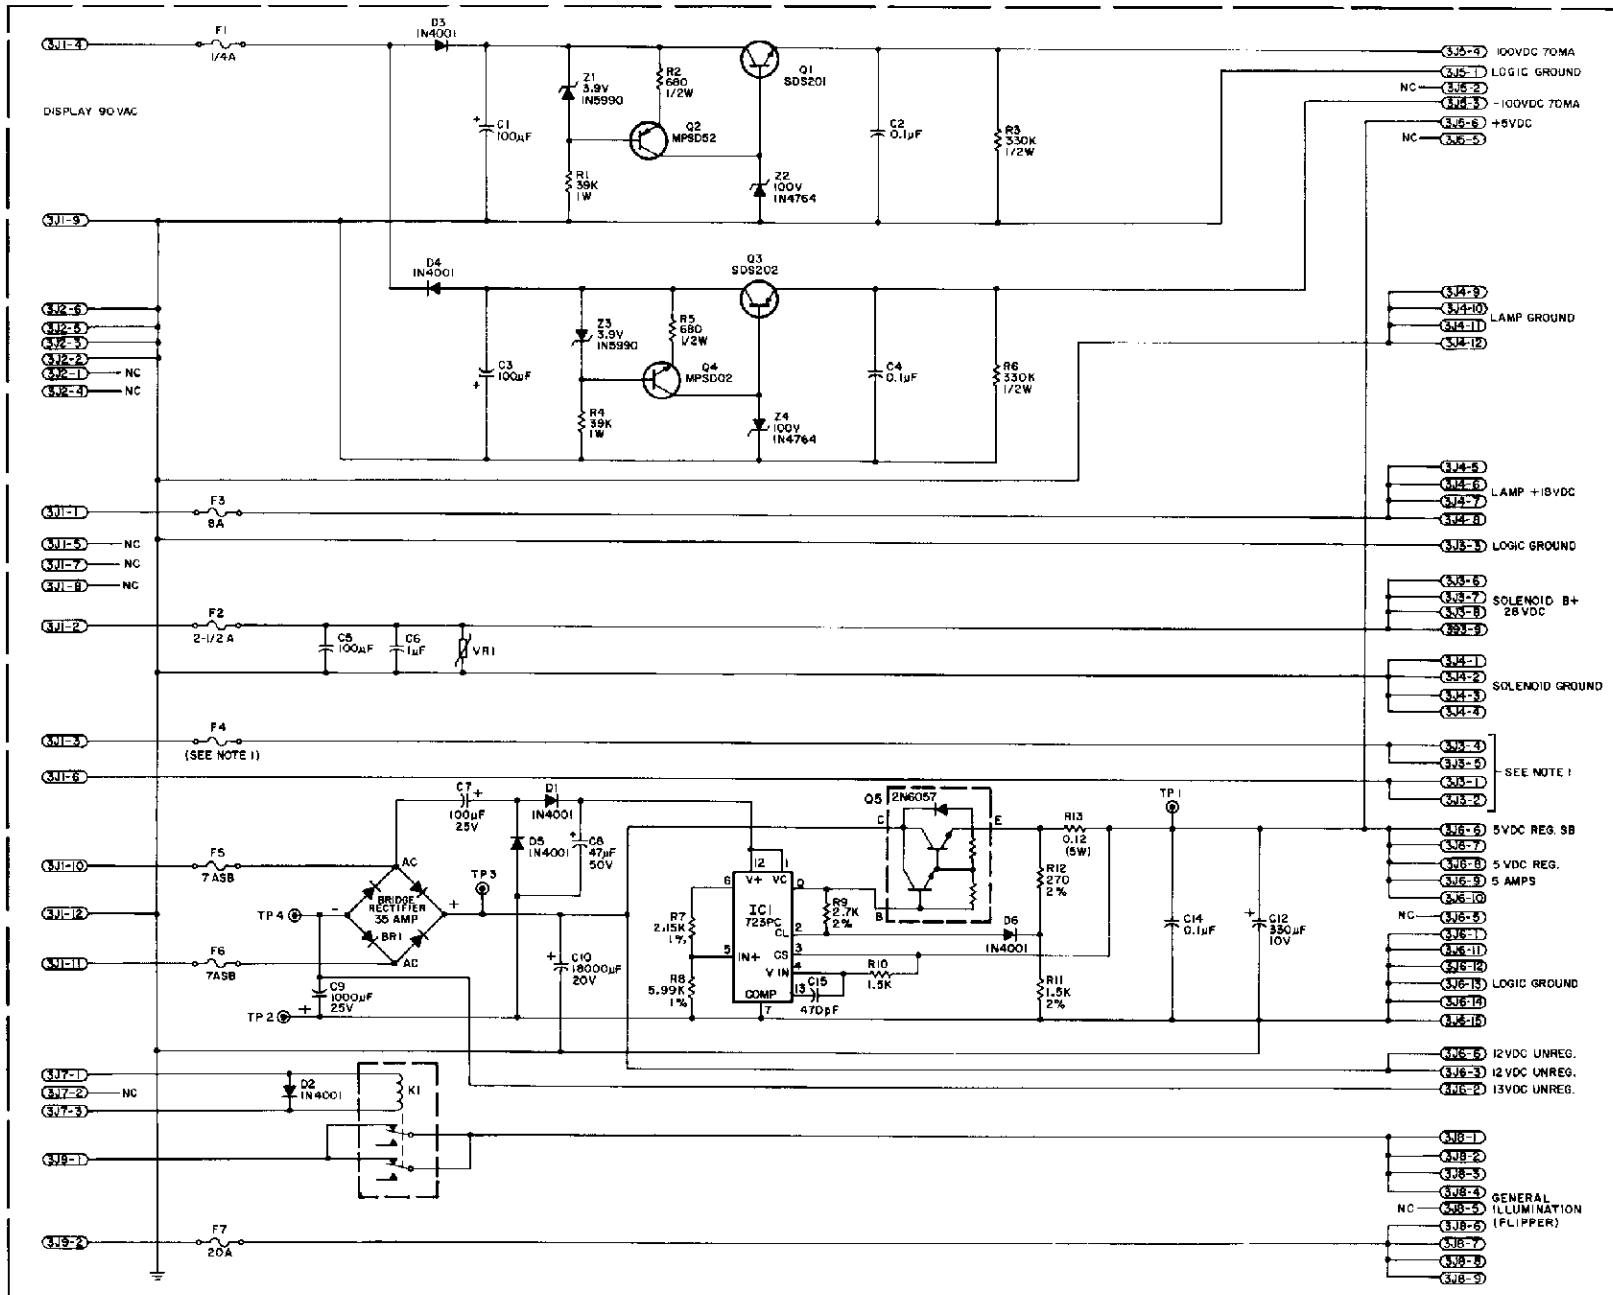 3J1-4
F1
1/4A
D3
1N4001
DISPLAY 90 VAC
+
C1
100µF
Z1
3.9V
1N5990
R2
680
1/2W
Q2
MPSD52
R1
39K
1W
Q1
SDS201
Z2
100V
1N4764
C2
0.1µF
R3
330K
1/2W
3J5-4 100VDC 70MA
3J5-1 LOGIC GROUND
NC 3J5-2
3J5-3 -100VDC 70MA
3J5-6 +5VDC
NC 3J5-5
3J1-9
D4
1N4001
Q3
SDS202
3J2-6
3J2-5
3J2-3
3J2-2
3J2-1 NC
3J2-4 NC
C3
100µF
+
Z3
3.9V
1N5990
R5
680
1/2W
Q4
MPSD02
R4
39K
1W
Z4
100V
1N4764
C4
0.1µF
R6
330K
1/2W
3J4-9
3J4-10
3J4-11
3J4-12
LAMP GROUND
3J4-5
3J4-6
3J4-7
3J4-8
LAMP +18VDC
3J1-1
F3
8A
3J1-5 NC
3J1-7 NC
3J1-8 NC
3J3-3 LOGIC GROUND
3J3-6
3J3-7
3J3-8
393-9
SOLENOID B+
28VDC
3J1-2
F2
2-1/2 A
C5
100µF
C6
1µF
VR1
3J4-1
3J4-2
3J4-3
3J4-4
SOLENOID GROUND
3J1-3
F4
(SEE NOTE 1)
3J1-6
3J3-4
3J3-5
3J3-1
3J3-2
SEE NOTE 1
C7
+
100µF
25V
D1
1N4001
D5
1N4001
+
C8
47µF
50V
Q5
2N6057
C
E
B
TP1
R13
0.12
(5W)
R12
270
2%
3J1-10
F5
7ASB
AC
BRIDGE
RECTIFIER
35 AMP
BR1
-
+
AC
TP3
TP4
3J1-12
3J1-11
F6
7ASB
12
1
V+
VC
6
O
IC1
723PC
CL
2
CS
3
4
V IN
5
IN+
COMP
13
7
R7
2.15K
1%
R8
5.99K
1%
R9
2.7K
2%
D6
1N4001
R10
1.5K
C15
470pF
R11
1.5K
2%
C14
0.1µF
+
C12
330µF
10V
+
C10
18000µF
20V
C9
1000µF
25V
+
TP2
3J6-6 5VDC REG. SB
3J6-7
3J6-8 5 VDC REG.
3J6-9 5 AMPS
3J6-10
NC 3J6-5
3J6-1
3J6-11
3J6-12
3J6-13 LOGIC GROUND
3J6-14
3J6-15
3J6-6 12VDC UNREG.
3J6-3 12VDC UNREG.
3J6-2 13VDC UNREG.
3J7-1
3J7-2 NC
3J7-3
D2
1N4001
K1
3J9-1
3J8-1
3J8-2
3J8-3
3J8-4
NC 3J8-5
3J8-6
3J8-7
3J8-8
3J8-9
GENERAL
ILLUMINATION
(FLIPPER)
3J9-2
F7
20A